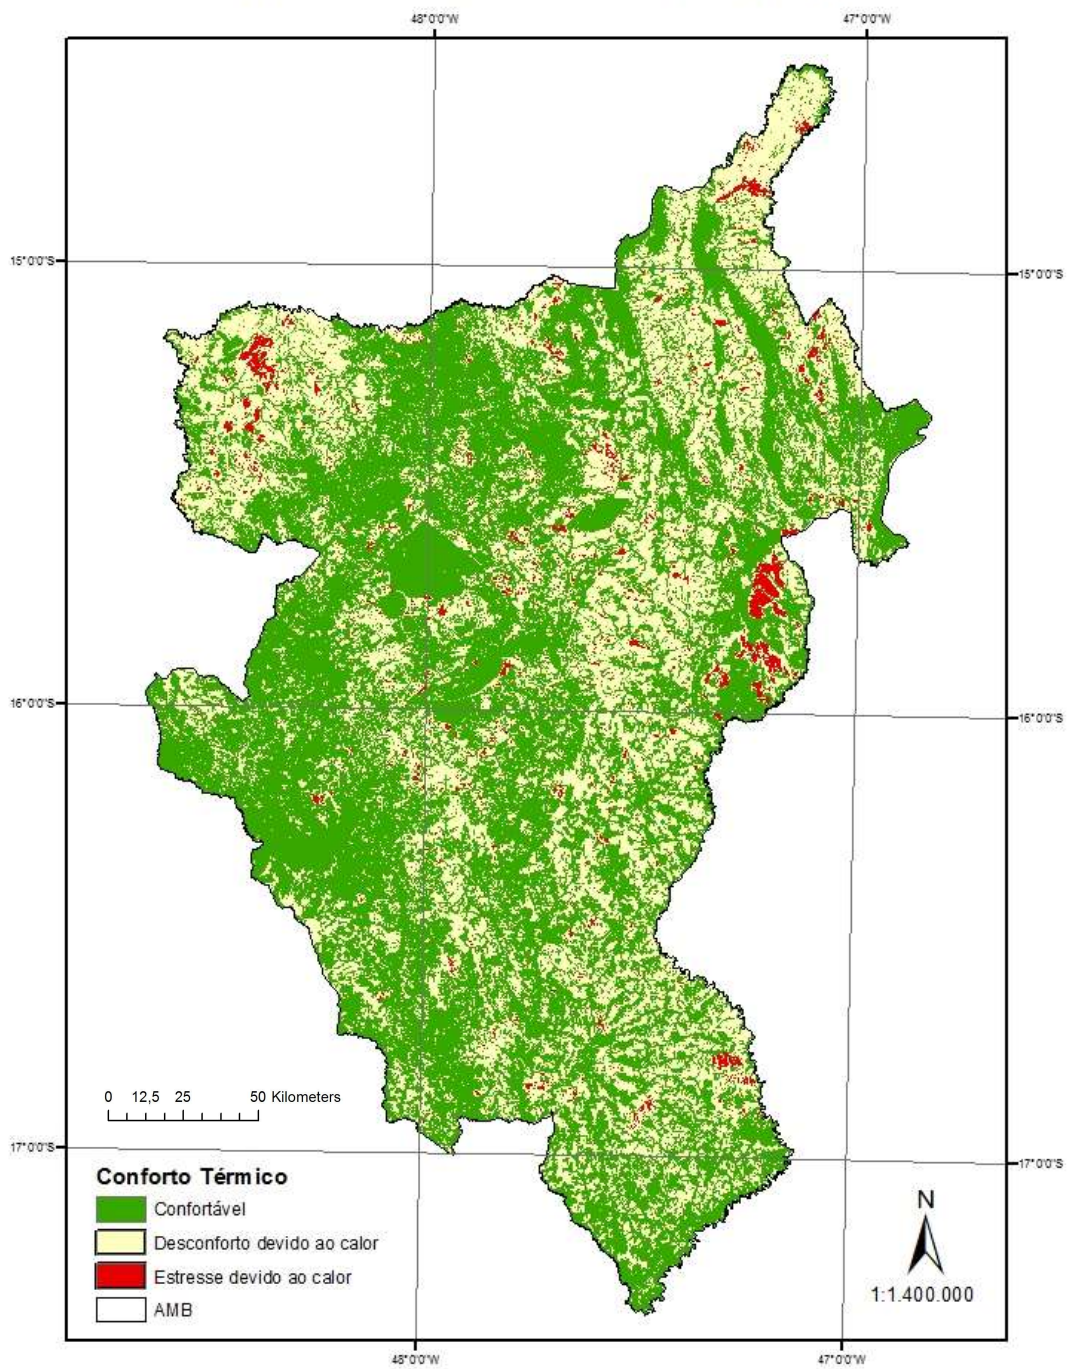 48°0'0"W
47°0'0"W
15°0'0"S
15°0'0"S
16°0'0"S
16°0'0"S
0 12,5 25 50 Kilometers
17°0'0"S
17°0'0"S
Conforto Térmico
Confortável
Desconforto devido ao calor
Estresse devido ao calor
AMB
N
1:1.400.000
48°0'0"W
47°0'0"W